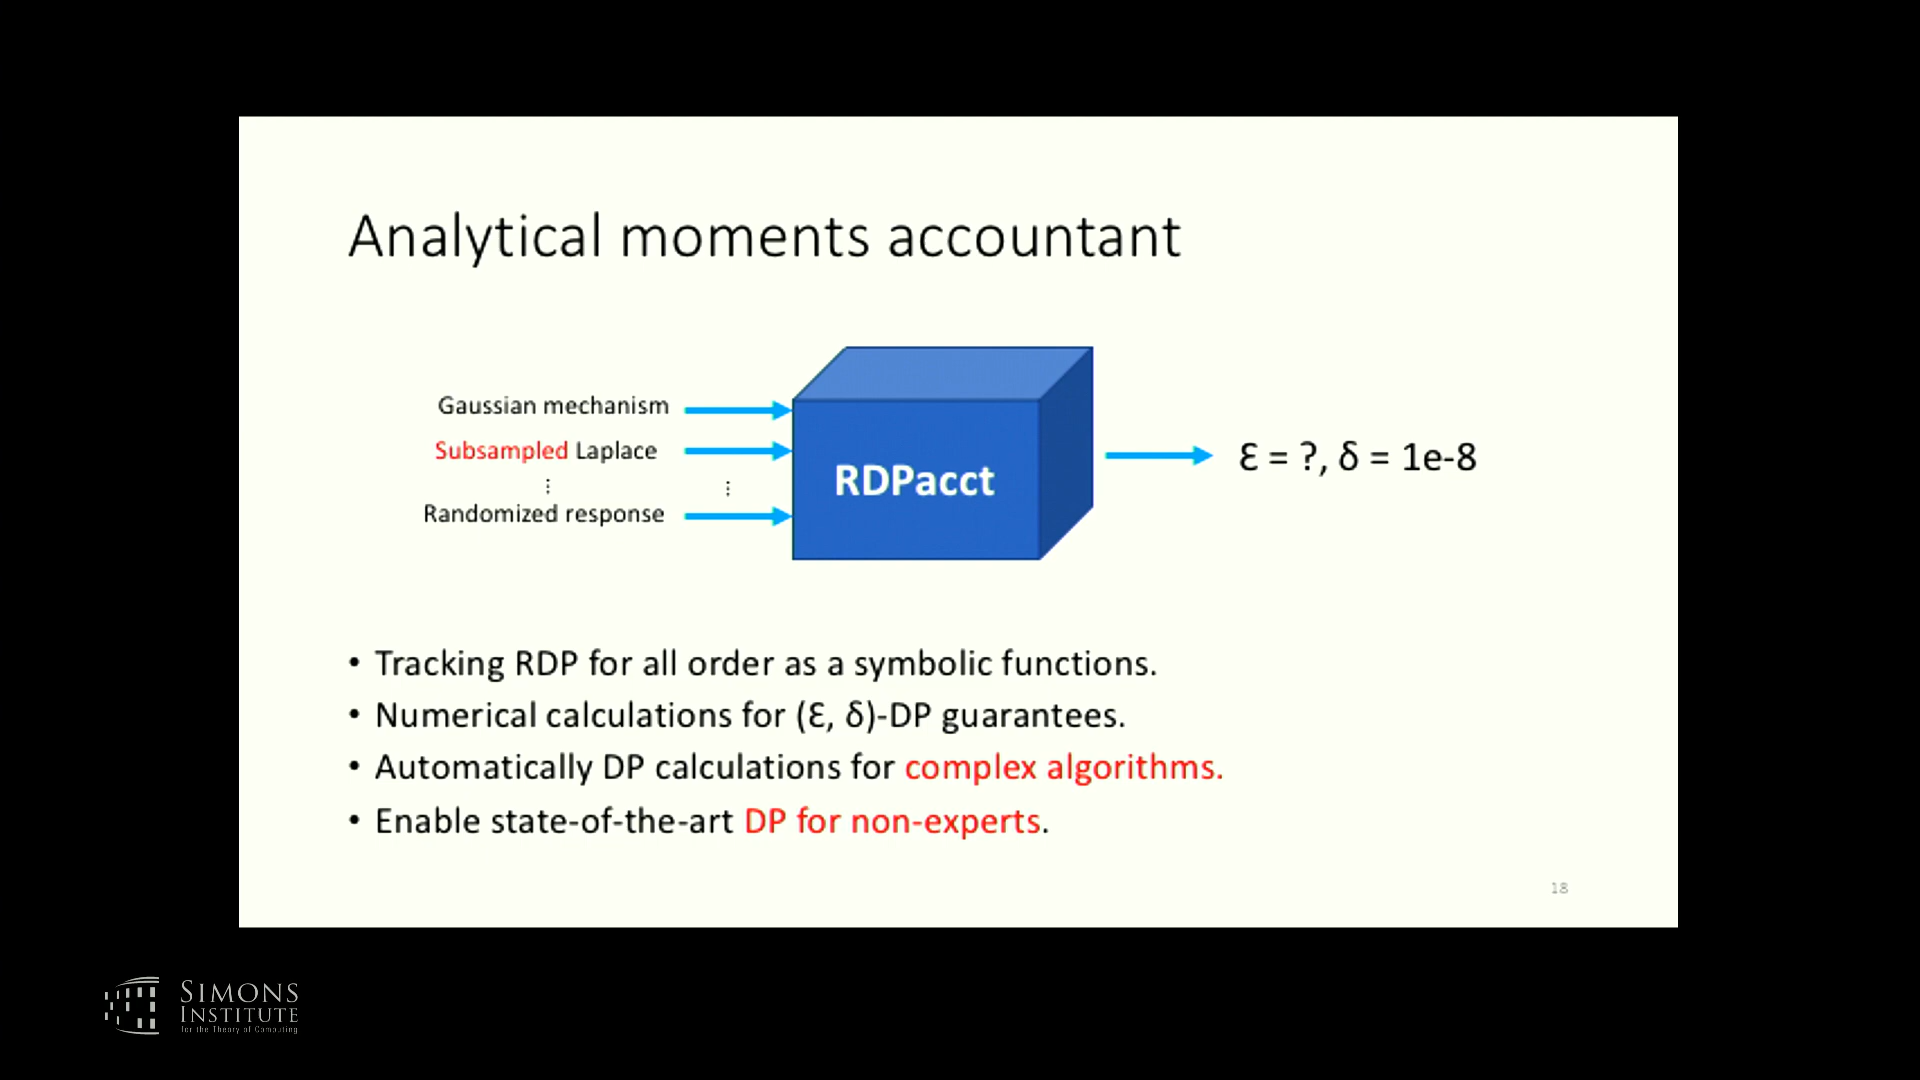 Analytical moments accountant
Gaussian mechanism
Subsampled Laplace
⋮ ⋮
Randomized response
RDPacct
Ɛ = ?, δ = 1e-8
• Tracking RDP for all order as a symbolic functions.
• Numerical calculations for (Ɛ, δ)-DP guarantees.
• Automatically DP calculations for complex algorithms.
• Enable state-of-the-art DP for non-experts.
18
SIMONS
INSTITUTE
for the Theory of Computing